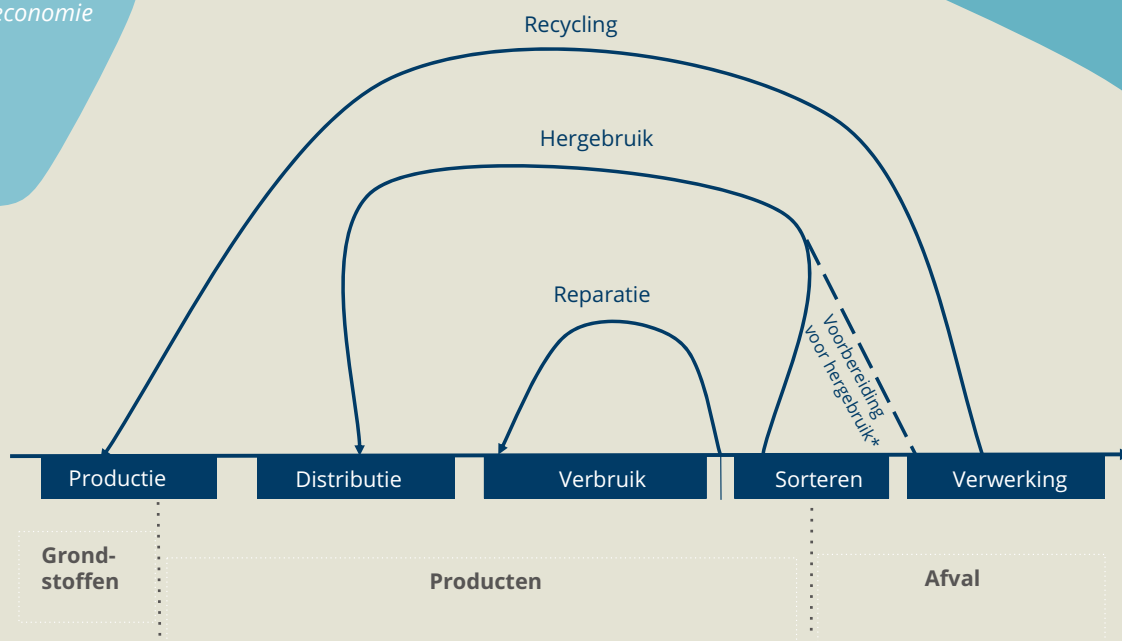 economie
Recycling
Hergebruik
Reparatie
Voorbereiding
voor hergebruik*
Productie
Distributie
Verbruik
Sorteren
Verwerking
Grond-
stoffen
Producten
Afval